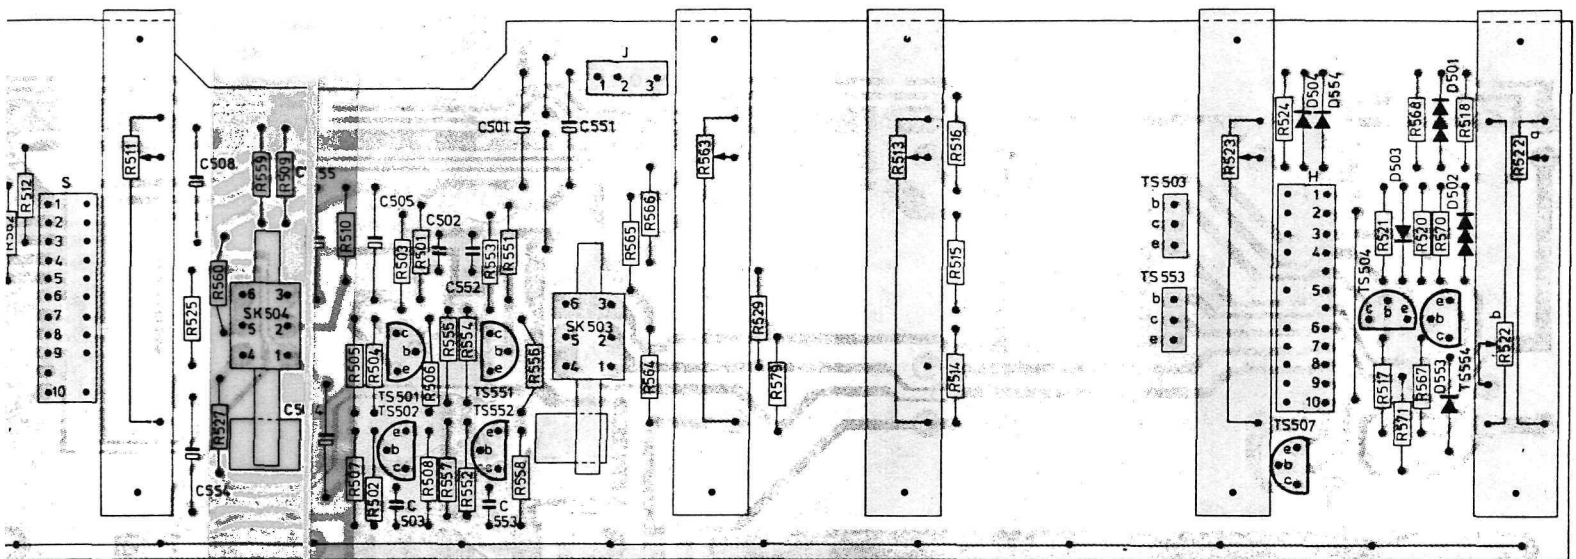 J
1 2 3
D504
D554
D501
R524
R568
R518
C501
C551
R511
R563
R513
R516
R523
R522
a
C508
R559
R509
R512
S
R562
TS503
b
c
e
H
D503
D502
C505
C502
R510
R503
R501
R553
R551
R565
R566
R515
R521
R520
R570
C552
TS553
b
c
e
TS504
R560
R525
6 3
SK504
5 2
4 1
6 3
SK503
5 2
4 1
R529
R579
R505
R504
R506
R555
R554
R556
R564
R514
c
b
e
c
b
e
c
b
e
e
b
c
b
R522
TS501
TS502
TS551
TS552
TS554
D553
R517
R571
R567
R527
C554
R507
R502
R508
R557
R552
R558
e
b
c
e
b
c
C
503
C
553
TS507
e
b
c
1
2
3
4
5
6
7
8
9
10
1
2
3
4
5
6
7
8
9
10